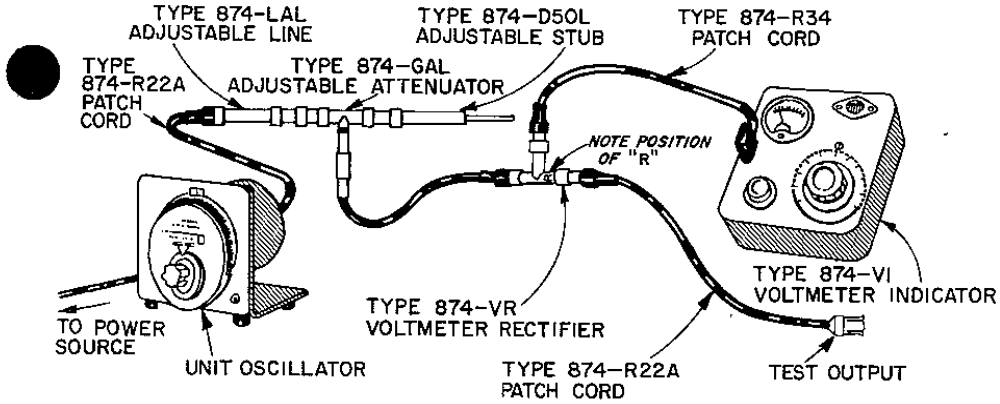 TYPE 874-LAL
ADJUSTABLE LINE
TYPE 874-D50L
ADJUSTABLE STUB
TYPE 874-R34
PATCH CORD
TYPE
874-R22A
PATCH
CORD
TYPE 874-GAL
ADJUSTABLE ATTENUATOR
NOTE POSITION
OF "R"
TYPE 874-VI
VOLTMETER INDICATOR
TYPE 874-VR
VOLTMETER RECTIFIER
TO POWER
SOURCE
UNIT OSCILLATOR
TYPE 874-R22A
PATCH CORD
TEST OUTPUT